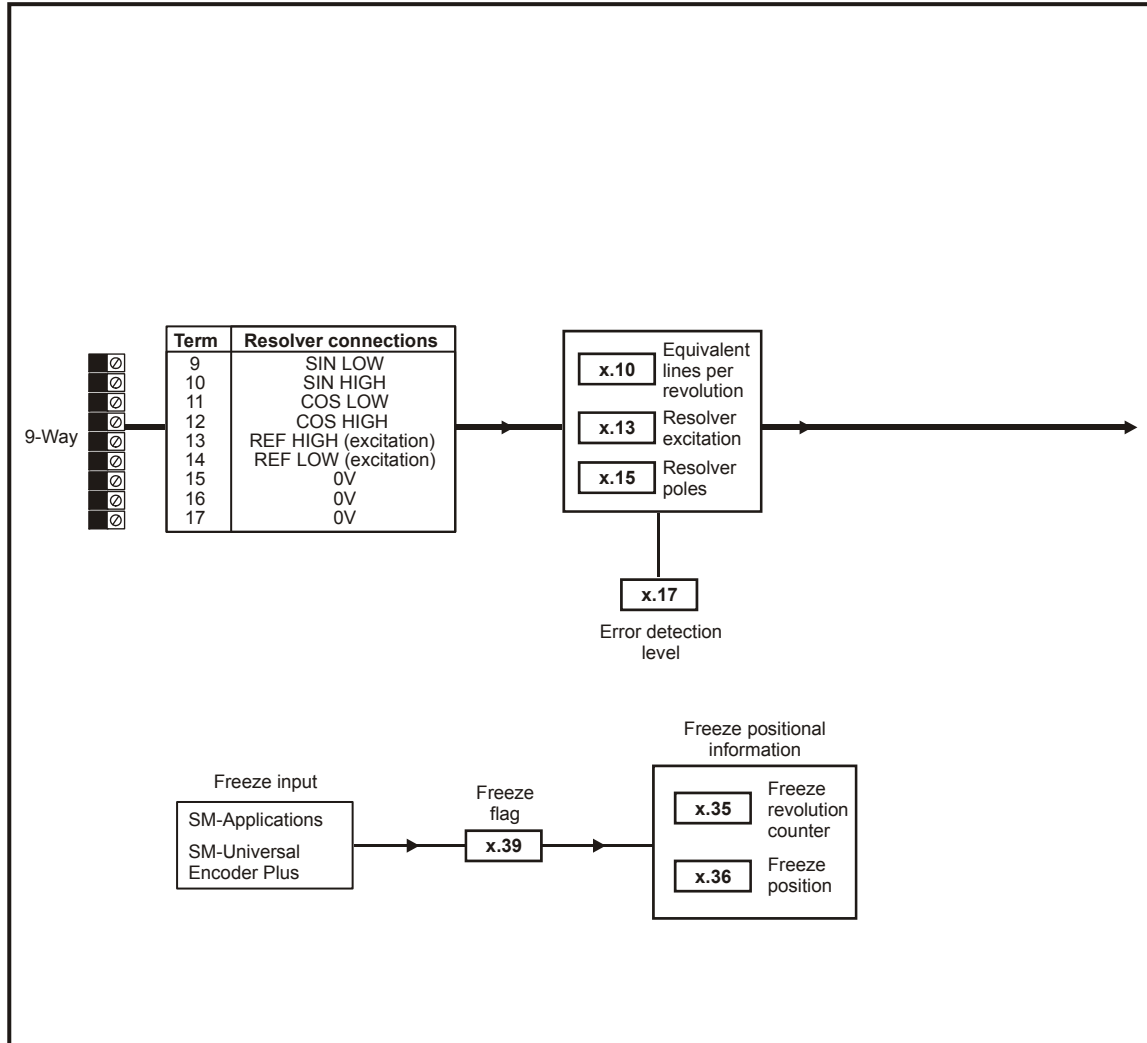 Term Resolver connections
9 SIN LOW
10 SIN HIGH
11 COS LOW
12 COS HIGH
13 REF HIGH (excitation)
14 REF LOW (excitation)
15 0V
16 0V
17 0V
9-Way
x.10 Equivalent
lines per
revolution
x.13 Resolver
excitation
x.15 Resolver
poles
x.17
Error detection
level
Freeze input
SM-Applications
SM-Universal
Encoder Plus
Freeze
flag
x.39
Freeze positional
information
x.35 Freeze
revolution
counter
x.36 Freeze
position